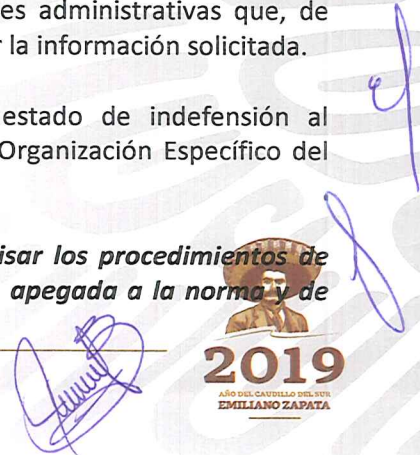 es administrativas que, de
r la información solicitada.
estado de indefensión al
Organización Específico del
isar los procedimientos de
apegada a la norma y de
2019
AÑO DEL CAUDILLO DEL SUR
EMILIANO ZAPATA